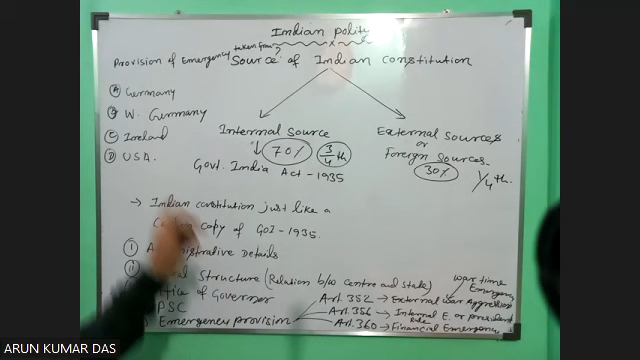 Indian polity
Provision of Emergency taken from?
Source of Indian constitution
(A) Germany
(B) W. Germany
(C) Ireland
(D) USA.
Internal Source
70% 3/4 th
Govt. India Act - 1935
External Sources
or
Foreign Sources.
30% 1/4 th.
→ Indian constitution just like a
copy of GOI - 1935.
(1) Details
Structure (Relation b/w Centre and State)
of Governor
PSC
Emergency provision
Art. 352 → External war Aggression
war time
Emergency
Art. 356 → Internal E. or president
Rule
Art. 360 → Financial Emergency
ARUN KUMAR DAS